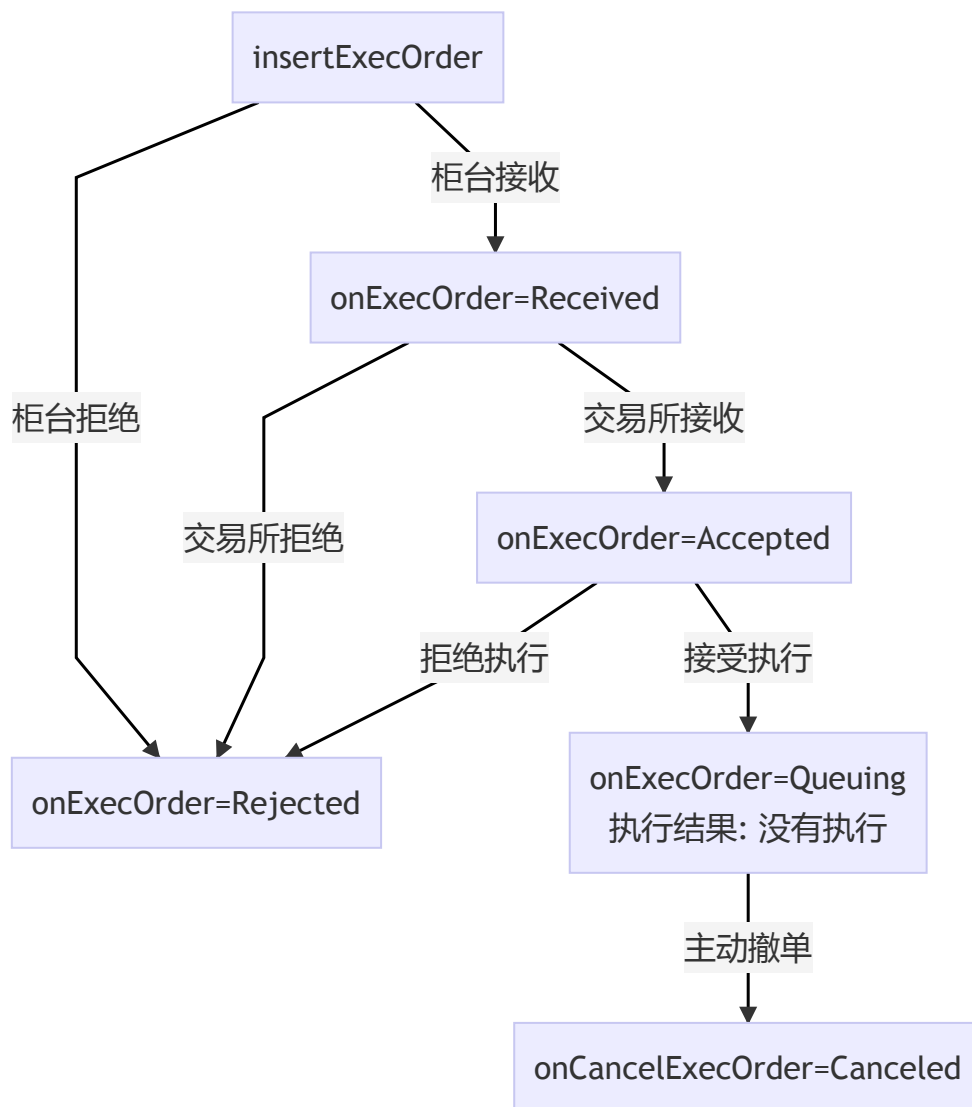 insertExecOrder
柜台接收
onExecOrder=Received
柜台拒绝
交易所接收
交易所拒绝
onExecOrder=Accepted
拒绝执行
接受执行
onExecOrder=Rejected
onExecOrder=Queuing
执行结果: 没有执行
主动撤单
onCancelExecOrder=Canceled